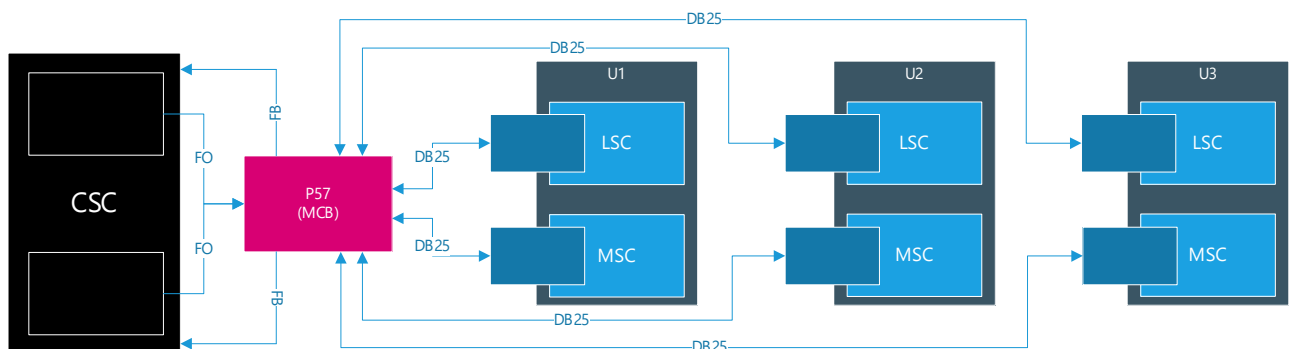 DB25
DB25
U1
U2
U3
FB
LSC
LSC
LSC
DB25
FO
P57
(MCB)
CSC
FO
DB25
MSC
MSC
MSC
FB
DB25
DB25